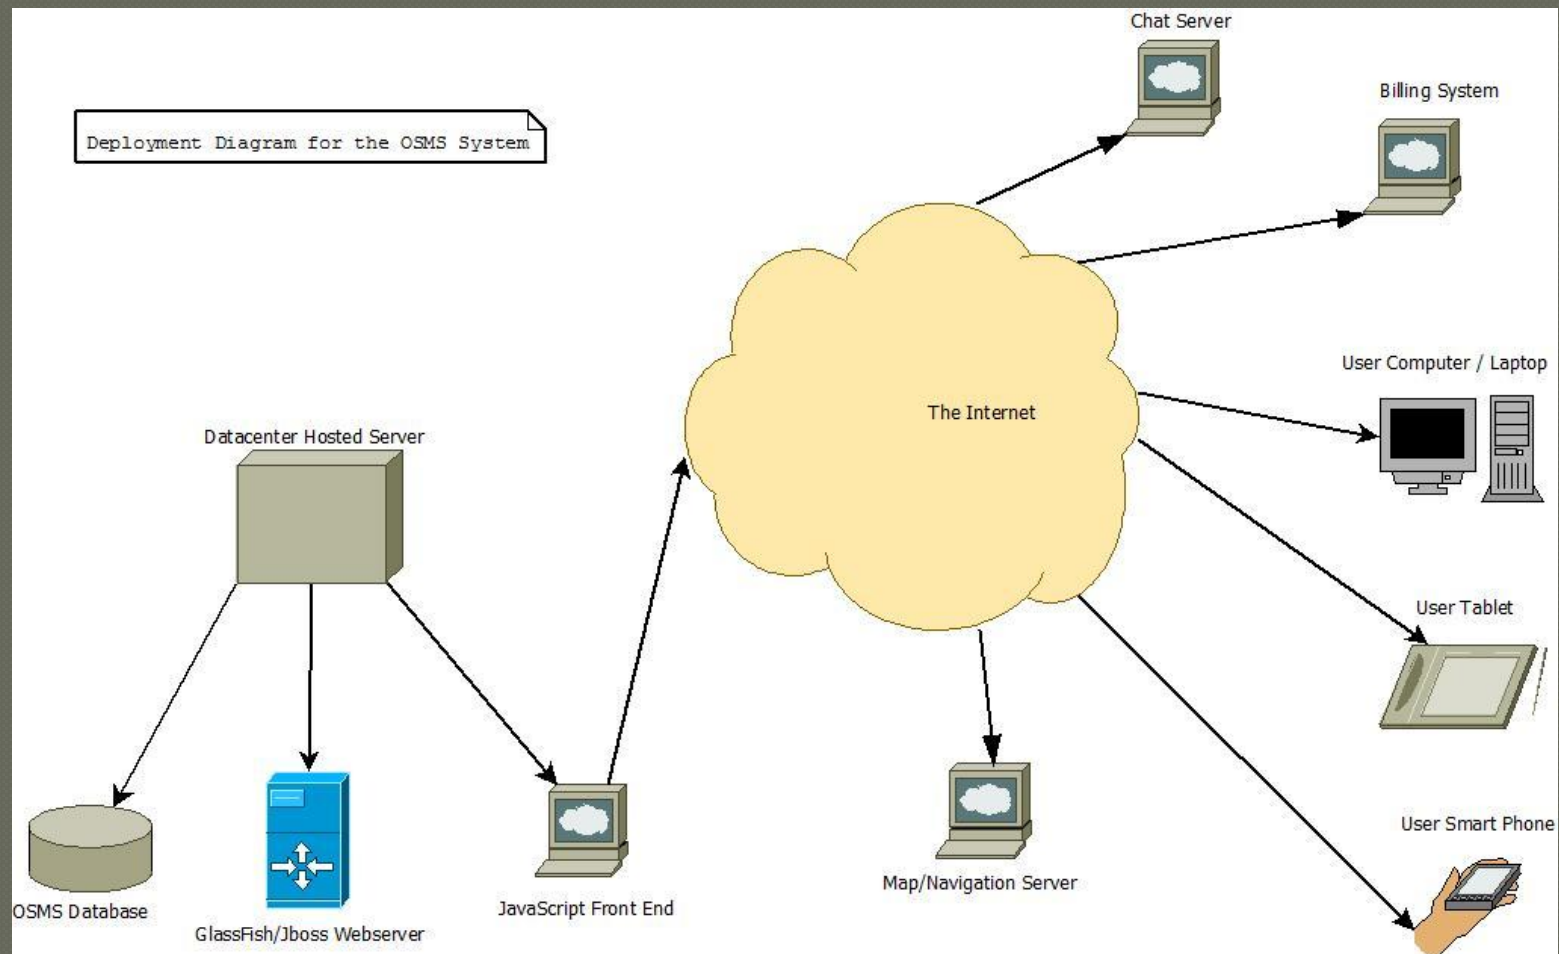 Chat Server
Billing System
Deployment Diagram for the OSMS System
User Computer / Laptop
The Internet
Datacenter Hosted Server
User Tablet
User Smart Phone
Map/Navigation Server
JavaScript Front End
OSMS Database
GlassFish/Jboss Webserver